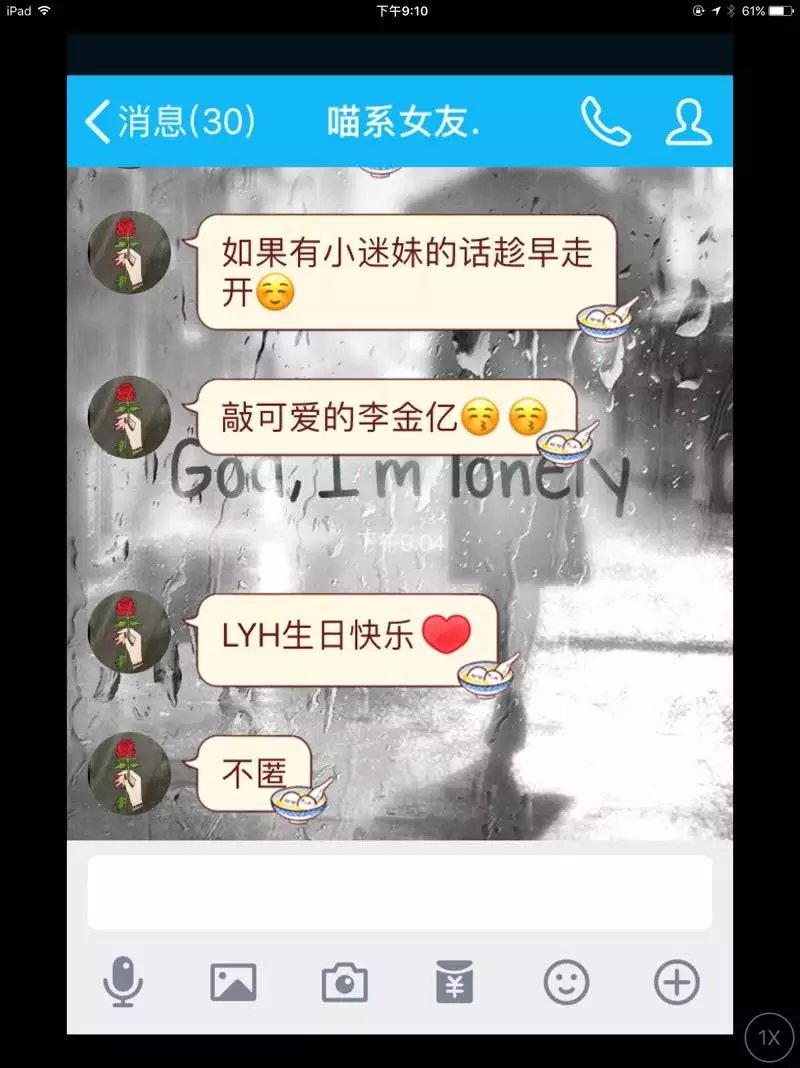 iPad 下午9:10 61%
消息(30) 喵系女友.
如果有小迷妹的话趁早走
开☺️
敲可爱的李金亿😚😚
God, I'm lonely
下午9:04
LYH生日快乐❤️
不匿
1X